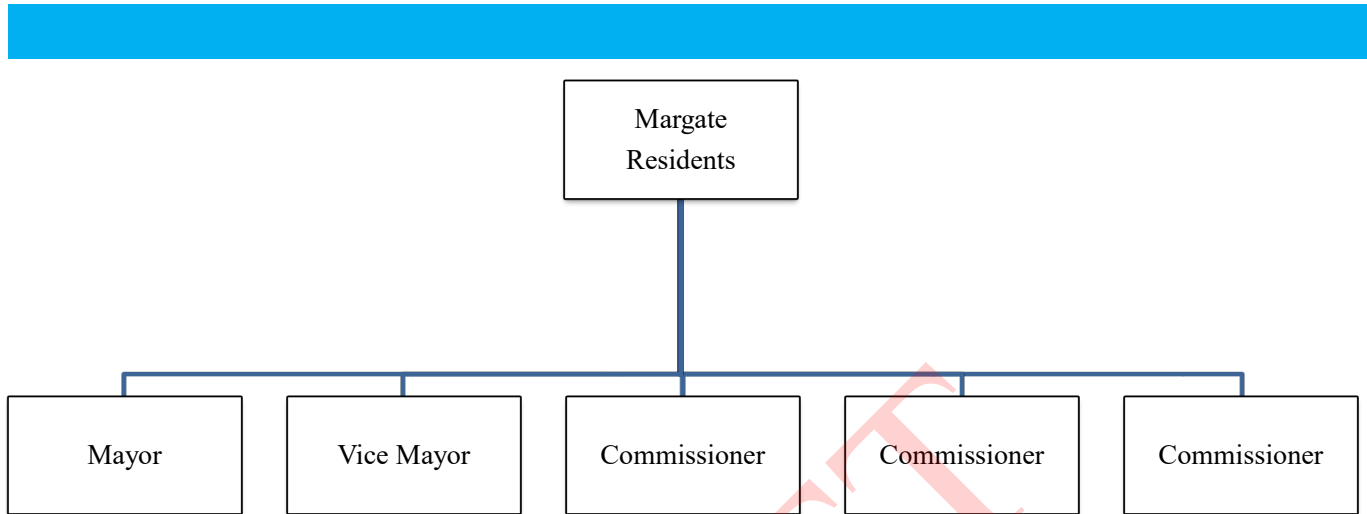 Margate
Residents
Mayor
Vice Mayor
Commissioner
Commissioner
Commissioner